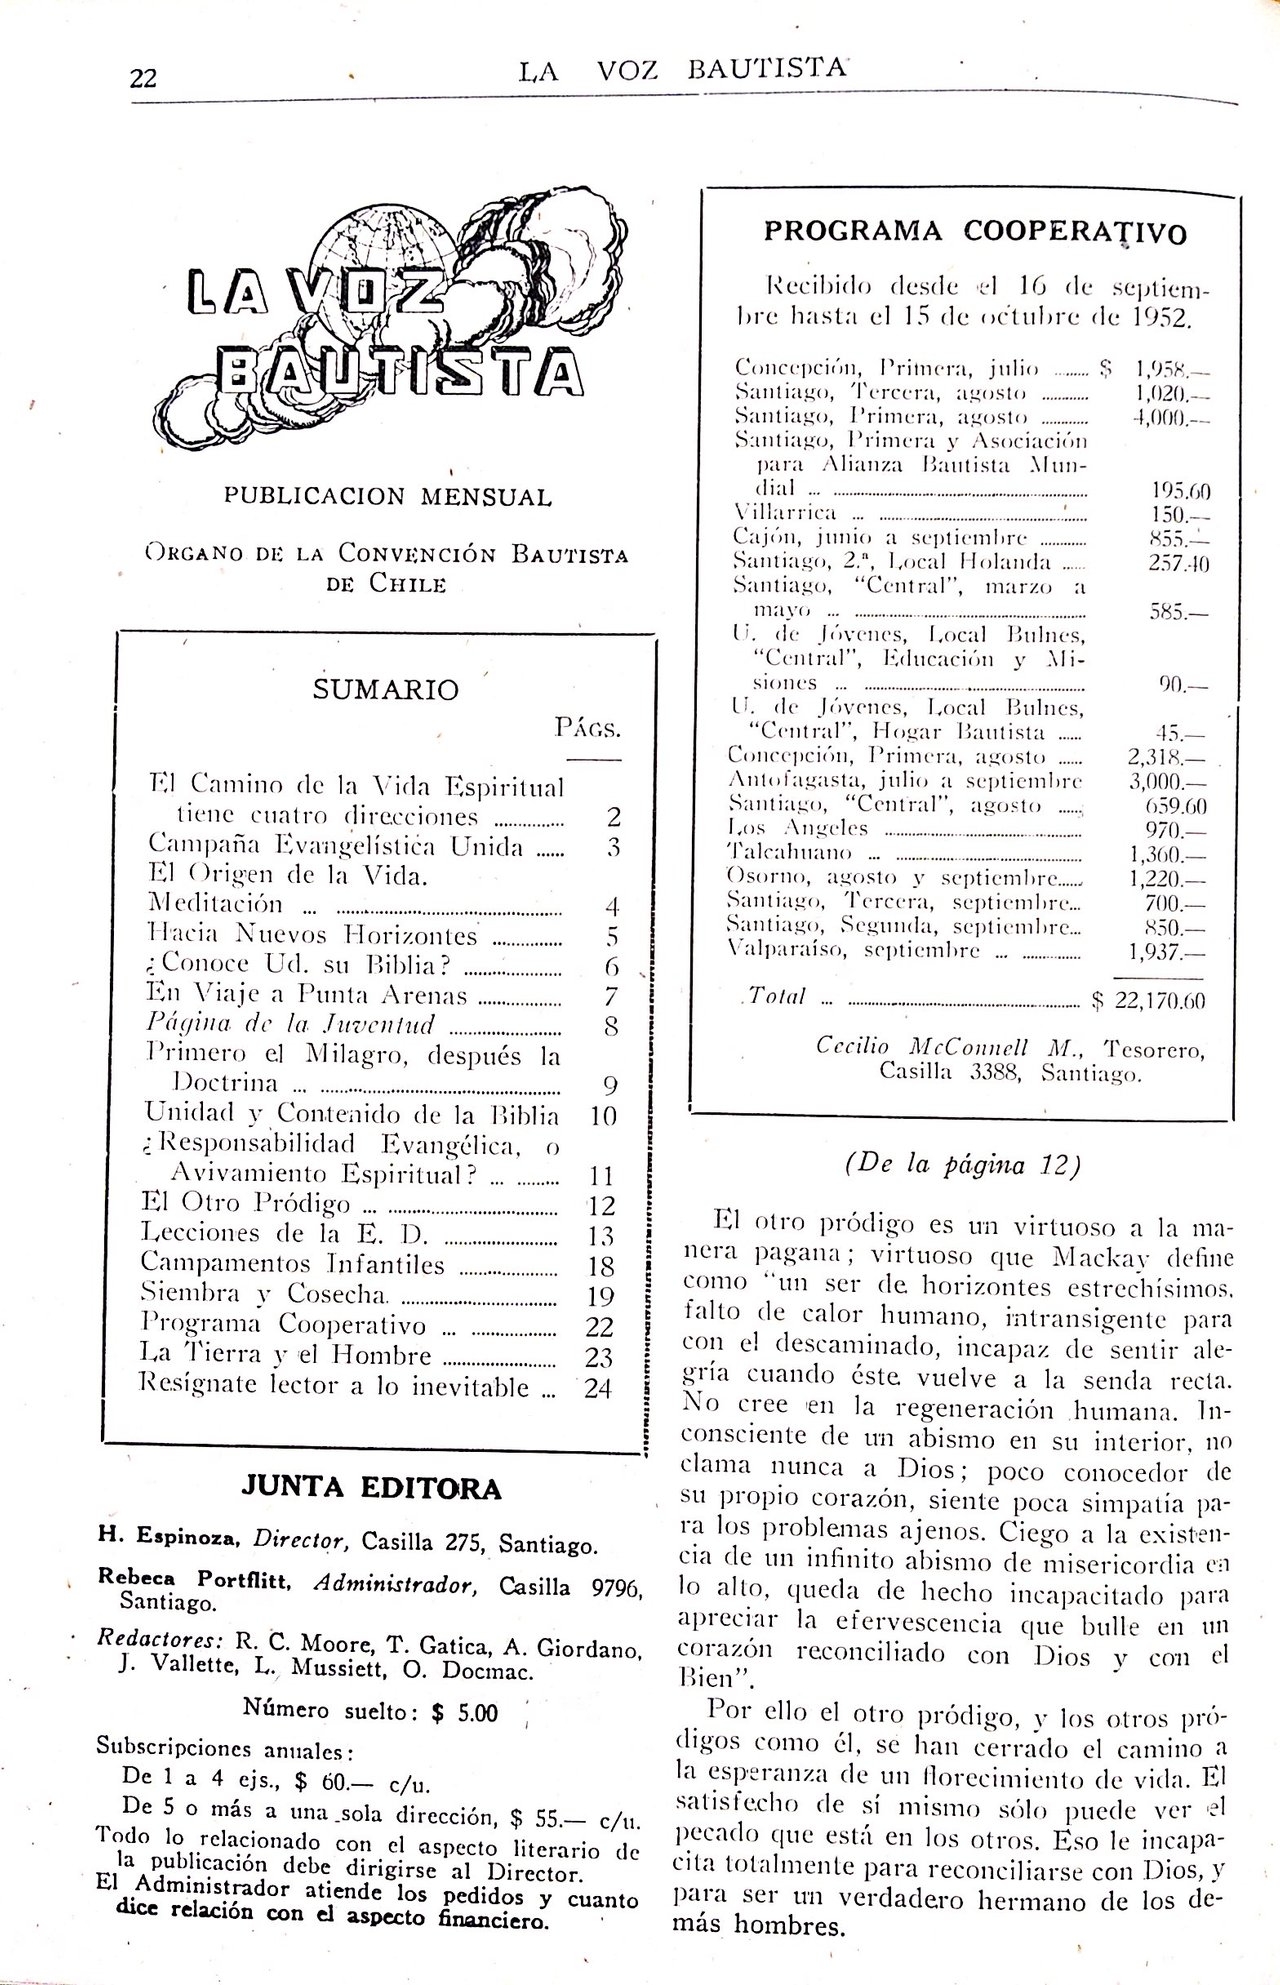 22
LA VOZ BAUTISTA
LA VOZ
BAUTISTA
PUBLICACION MENSUAL
ORGANO DE LA CONVENCIÓN BAUTISTA
DE CHILE
SUMARIO
PÁGS.
El Camino de la Vida Espiritual
tiene cuatro direcciones .............. 2
Campaña Evangelística Unida ...... 3
El Origen de la Vida.
Meditación ... ............................................. 4
Hacia Nuevos Horizontes .............. 5
¿Conoce Ud. su Biblia? .................... 6
En Viaje a Punta Arenas ................. 7
Página de la Juventud ....................... 8
Primero el Milagro, después la
Doctrina ... ................................................ 9
Unidad y Contenido de la Biblia 10
¿Responsabilidad Evangélica, o
Avivamiento Espiritual? ... ......... 11
El Otro Pródigo ... .................................. 12
Lecciones de la E. D. ....................... 13
Campamentos Infantiles .................... 18
Siembra y Cosecha. ............................... 19
Programa Cooperativo ... ................. 22
La Tierra y el Hombre ....................... 23
Resígnate lector a lo inevitable ... 24
JUNTA EDITORA
H. Espinoza, Director, Casilla 275, Santiago.
Rebeca Portflitt, Administrador, Casilla 9796,
Santiago.
Redactores: R. C. Moore, T. Gatica, A. Giordano,
J. Vallette, L. Mussiett, O. Docmac.
Número suelto: $ 5.00
Subscripciones anuales:
De 1 a 4 ejs., $ 60.— c/u.
De 5 o más a una sola dirección, $ 55.— c/u.
Todo lo relacionado con el aspecto literario de
la publicación debe dirigirse al Director.
El Administrador atiende los pedidos y cuanto
dice relación con el aspecto financiero.
PROGRAMA COOPERATIVO
Recibido desde el 16 de septiem-
bre hasta el 15 de octubre de 1952.
Concepción, Primera, julio ........ $ 1,958.—
Santiago, Tercera, agosto ............ 1,020.—
Santiago, Primera, agosto ............ 4,000.—
Santiago, Primera y Asociación
para Alianza Bautista Mun-
dial ... ................................................ 195.60
Villarrica ... ........................................ 150.—
Cajón, junio a septiembre ............ 855.—
Santiago, 2.ª, Local Holanda ...... 257.40
Santiago, "Central", marzo a
mayo ... ............................................ 585.—
U. de Jóvenes, Local Bulnes,
"Central", Educación y Mi-
siones ... ............................................ 90.—
U. de Jóvenes, Local Bulnes,
"Central", Hogar Bautista ...... 45.—
Concepción, Primera, agosto ...... 2,318.—
Antofagasta, julio a septiembre 3,000.—
Santiago, "Central", agosto ...... 659.60
Los Angeles ........................................ 970.—
Talcahuano ... .................................... 1,360.—
Osorno, agosto y septiembre...... 1,220.—
Santiago, Tercera, septiembre... 700.—
Santiago, Segunda, septiembre... 850.—
Valparaíso, septiembre ... .............. 1,937.—
Total ... ................................................ $ 22,170.60
Cecilio McConnell M., Tesorero,
Casilla 3388, Santiago.
(De la página 12)
El otro pródigo es un virtuoso a la ma-
nera pagana; virtuoso que Mackay define
como "un ser de horizontes estrechísimos,
falto de calor humano, intransigente para
con el descaminado, incapaz de sentir ale-
gría cuando éste vuelve a la senda recta.
No cree en la regeneración humana. In-
consciente de un abismo en su interior, no
clama nunca a Dios; poco conocedor de
su propio corazón, siente poca simpatía pa-
ra los problemas ajenos. Ciego a la existen-
cia de un infinito abismo de misericordia en
lo alto, queda de hecho incapacitado para
apreciar la efervescencia que bulle en un
corazón reconciliado con Dios y con el
Bien".
Por ello el otro pródigo, y los otros pró-
digos como él, se han cerrado el camino a
la esperanza de un florecimiento de vida. El
satisfecho de sí mismo sólo puede ver el
pecado que está en los otros. Eso le incapa-
cita totalmente para reconciliarse con Dios, y
para ser un verdadero hermano de los de-
más hombres.